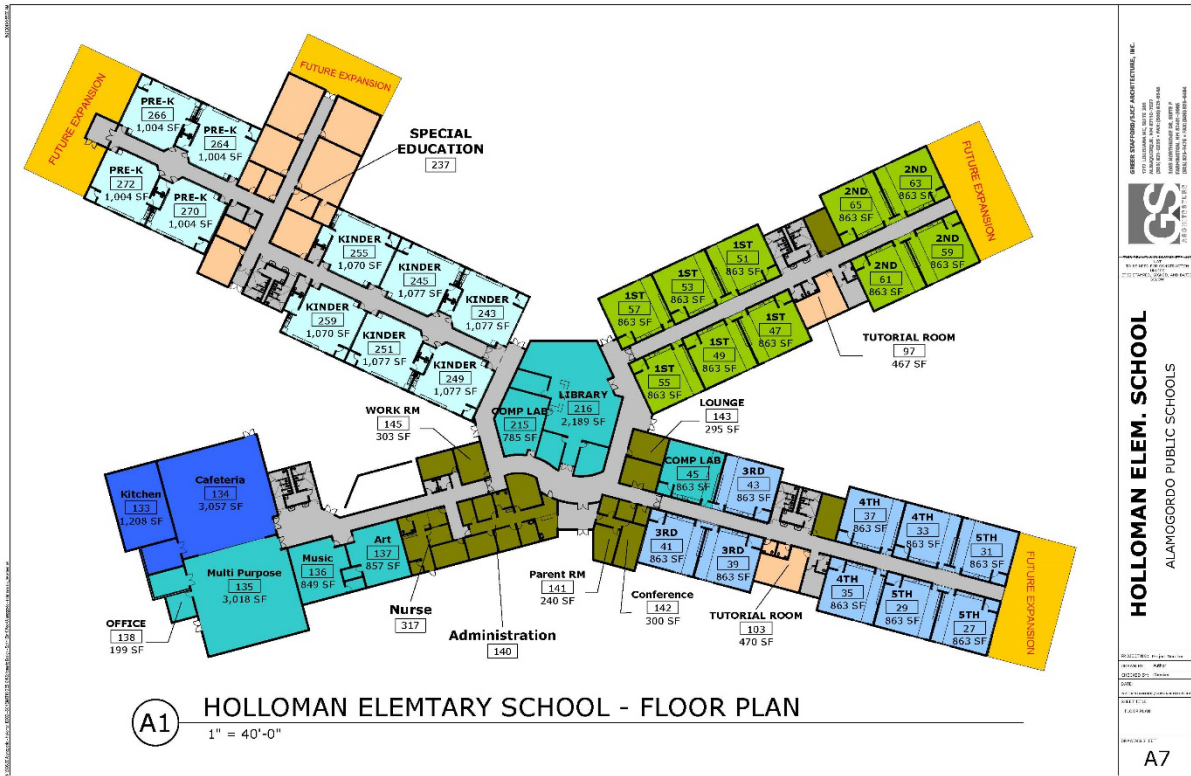 FUTURE EXPANSION
FUTURE EXPANSION
PRE-K
266
1,004 SF
PRE-K
264
1,004 SF
PRE-K
272
1,004 SF
PRE-K
270
1,004 SF
SPECIAL
EDUCATION
237
KINDER
255
1,070 SF
KINDER
245
1,077 SF
KINDER
243
1,077 SF
KINDER
259
1,070 SF
KINDER
251
1,077 SF
KINDER
249
1,077 SF
2ND
63
863 SF
2ND
65
863 SF
2ND
59
863 SF
2ND
61
863 SF
FUTURE EXPANSION
1ST
51
863 SF
1ST
53
863 SF
1ST
57
863 SF
1ST
47
863 SF
1ST
49
863 SF
1ST
55
863 SF
TUTORIAL ROOM
97
467 SF
LIBRARY
216
2,189 SF
COMP LAB
215
785 SF
WORK RM
145
303 SF
LOUNGE
143
295 SF
COMP LAB
45
863 SF
3RD
43
863 SF
4TH
37
863 SF
4TH
33
863 SF
5TH
31
863 SF
3RD
41
863 SF
3RD
39
863 SF
4TH
35
863 SF
5TH
29
863 SF
5TH
27
863 SF
FUTURE EXPANSION
Kitchen
133
1,208 SF
Cafeteria
134
3,057 SF
Multi Purpose
135
3,018 SF
Music
136
849 SF
Art
137
857 SF
OFFICE
138
199 SF
Nurse
317
Administration
140
Parent RM
141
240 SF
Conference
142
300 SF
TUTORIAL ROOM
103
470 SF
A1
HOLLOMAN ELEMTARY SCHOOL - FLOOR PLAN
1" = 40'-0"
GREER STAFFORD/SJCF ARCHITECTURE, INC.
GS
ARCHITECTURE
HOLLOMAN ELEM. SCHOOL
ALAMOGORDO PUBLIC SCHOOLS
A7